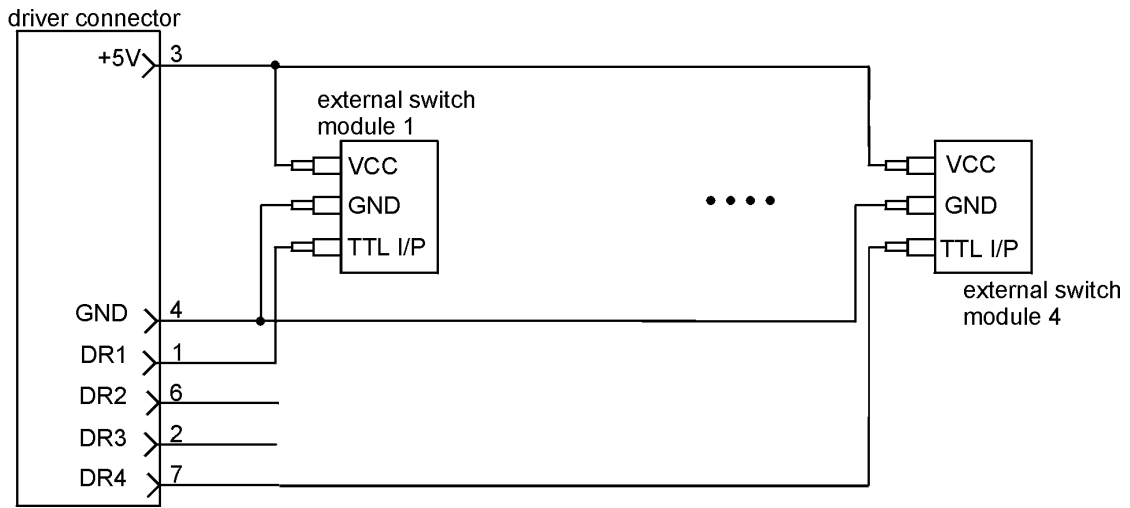 driver connector
+5V 3
external switch
module 1
VCC
GND
TTL I/P
VCC
GND
TTL I/P
external switch
module 4
GND 4
DR1 1
DR2 6
DR3 2
DR4 7